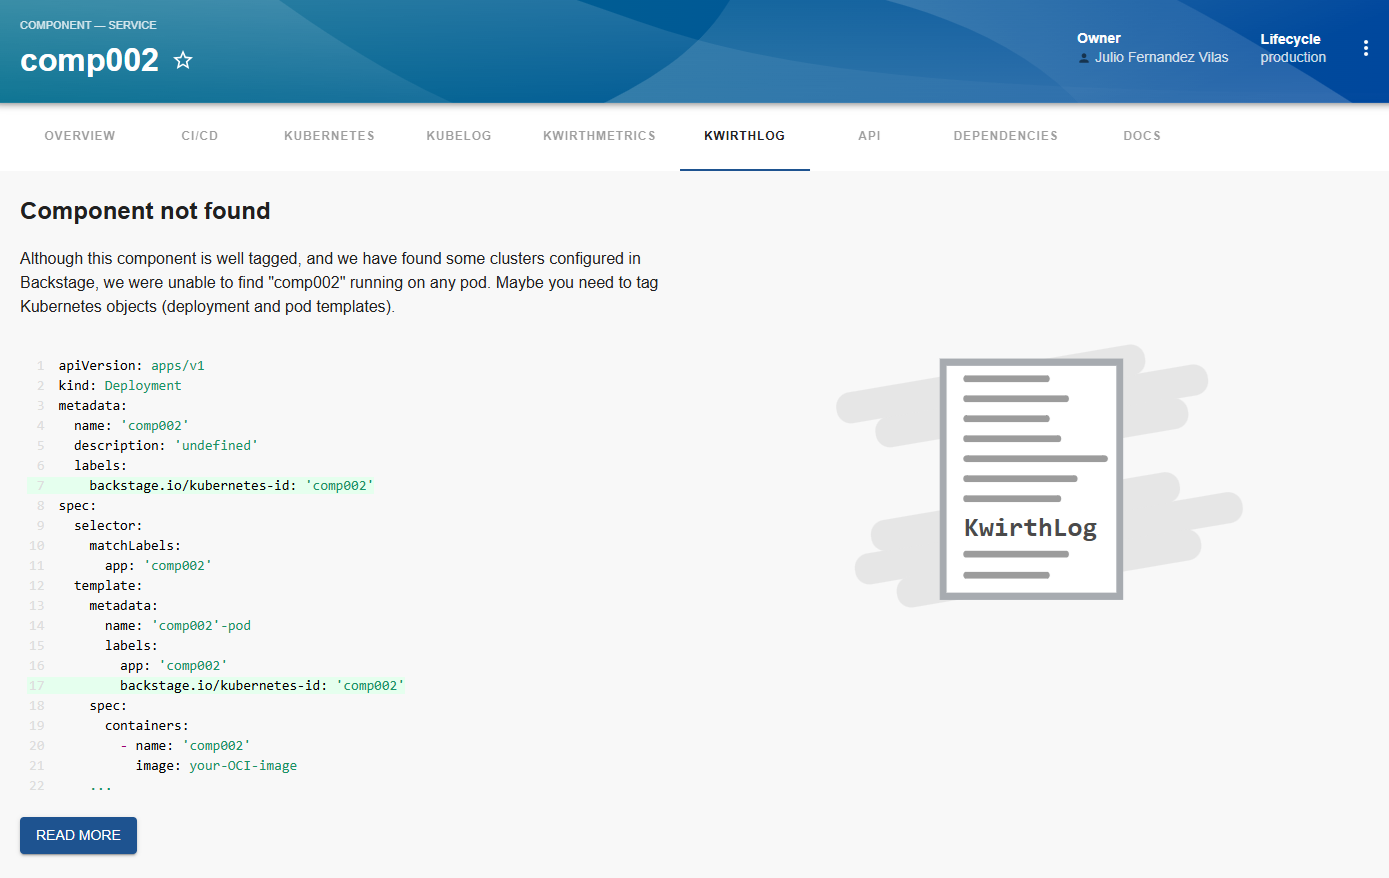 COMPONENT — SERVICE
comp002
Owner
Julio Fernandez Vilas
Lifecycle
production
OVERVIEW
CI/CD
KUBERNETES
KUBELOG
KWIRTHMETRICS
KWIRTHLOG
API
DEPENDENCIES
DOCS
Component not found
Although this component is well tagged, and we have found some clusters configured in
Backstage, we were unable to find "comp002" running on any pod. Maybe you need to tag
Kubernetes objects (deployment and pod templates).
1 apiVersion: apps/v1
2 kind: Deployment
3 metadata:
4   name: 'comp002'
5   description: 'undefined'
6   labels:
7     backstage.io/kubernetes-id: 'comp002'
8 spec:
9   selector:
10     matchLabels:
11       app: 'comp002'
12   template:
13     metadata:
14       name: 'comp002'-pod
15       labels:
16         app: 'comp002'
17         backstage.io/kubernetes-id: 'comp002'
18     spec:
19       containers:
20         - name: 'comp002'
21           image: your-OCI-image
22     ...
KwirthLog
READ MORE